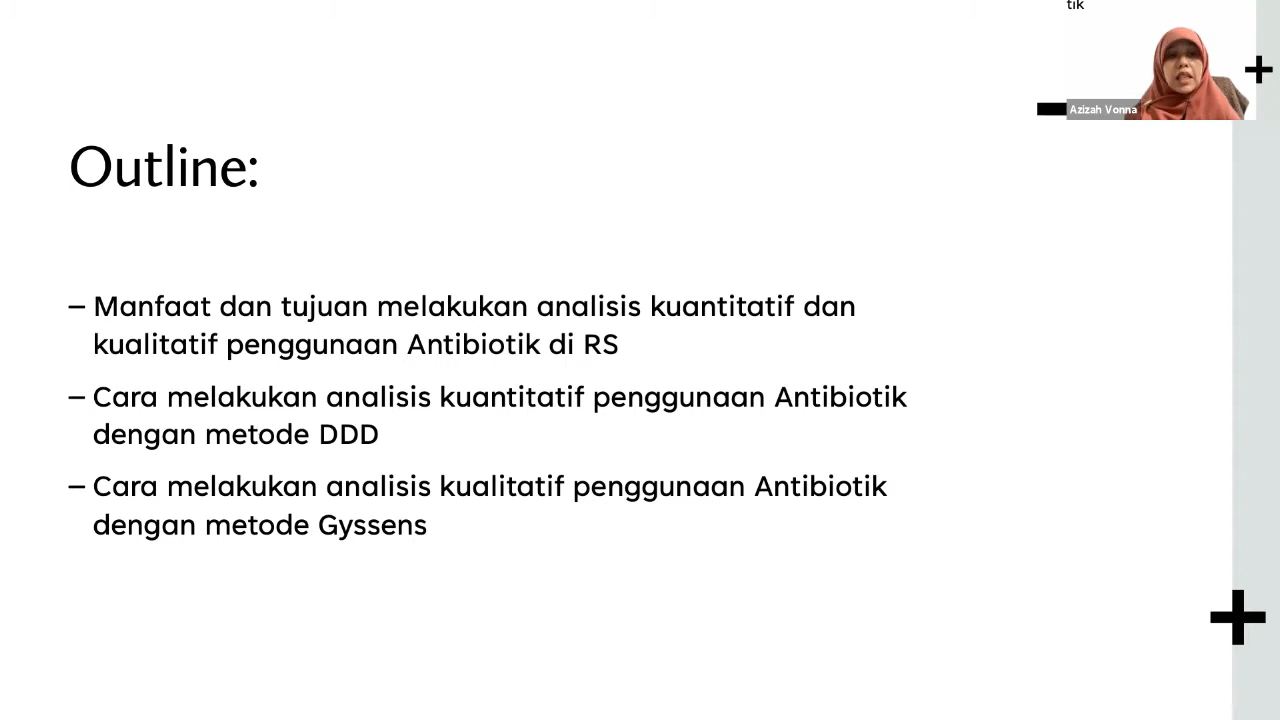 tik
Azizah Vonna
Outline:
– Manfaat dan tujuan melakukan analisis kuantitatif dan
kualitatif penggunaan Antibiotik di RS
– Cara melakukan analisis kuantitatif penggunaan Antibiotik
dengan metode DDD
– Cara melakukan analisis kualitatif penggunaan Antibiotik
dengan metode Gyssens